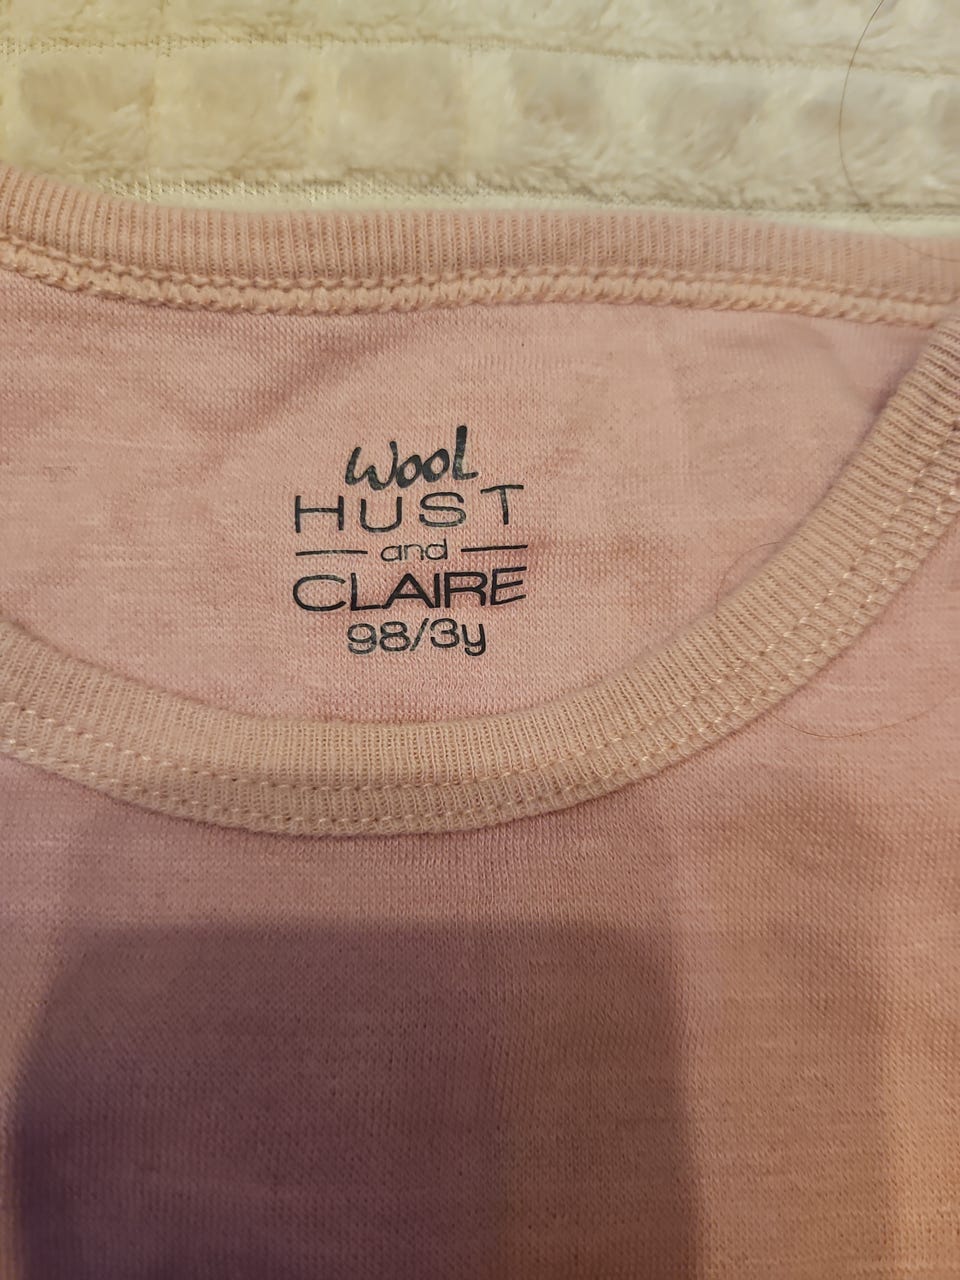 Wool
HUST
and
CLAIRE
98/3y